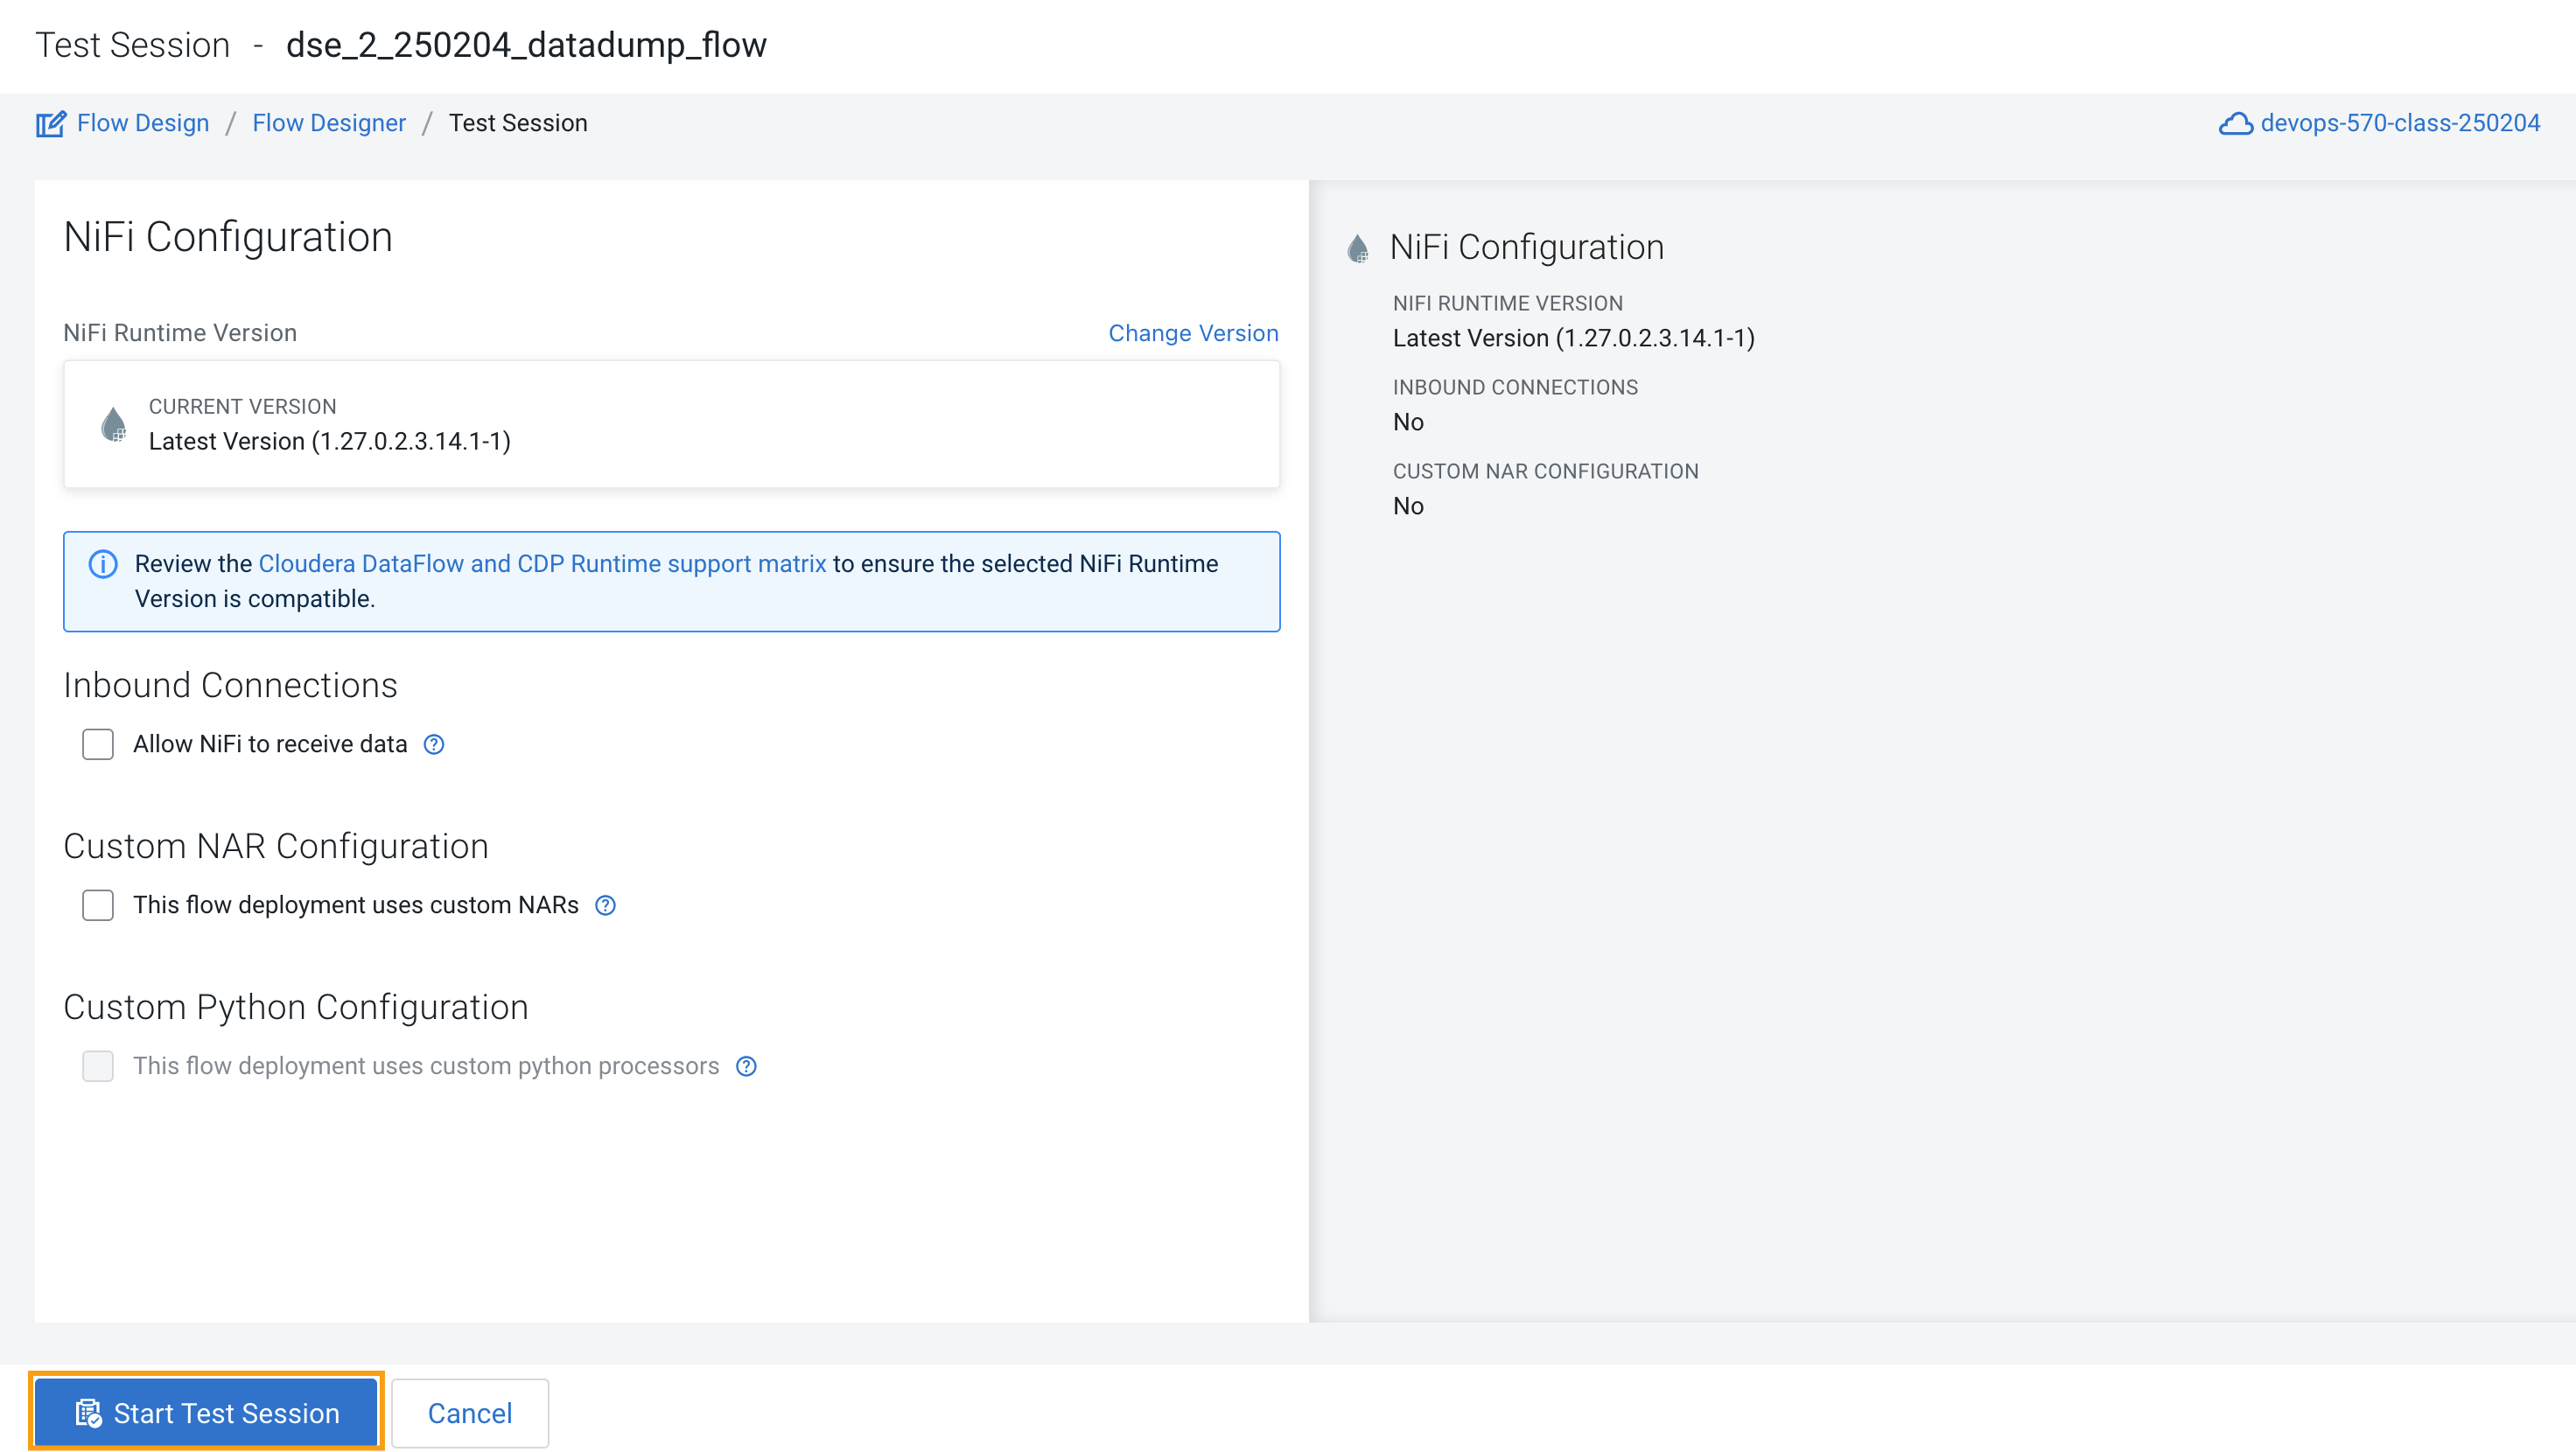 Test Session - dse_2_250204_datadump_flow
Flow Design / Flow Designer / Test Session
devops-570-class-250204
NiFi Configuration
NiFi Runtime Version
Change Version
CURRENT VERSION
Latest Version (1.27.0.2.3.14.1-1)
Review the Cloudera DataFlow and CDP Runtime support matrix to ensure the selected NiFi Runtime
Version is compatible.
Inbound Connections
Allow NiFi to receive data
Custom NAR Configuration
This flow deployment uses custom NARs
Custom Python Configuration
This flow deployment uses custom python processors
NiFi Configuration
NIFI RUNTIME VERSION
Latest Version (1.27.0.2.3.14.1-1)
INBOUND CONNECTIONS
No
CUSTOM NAR CONFIGURATION
No
Start Test Session
Cancel